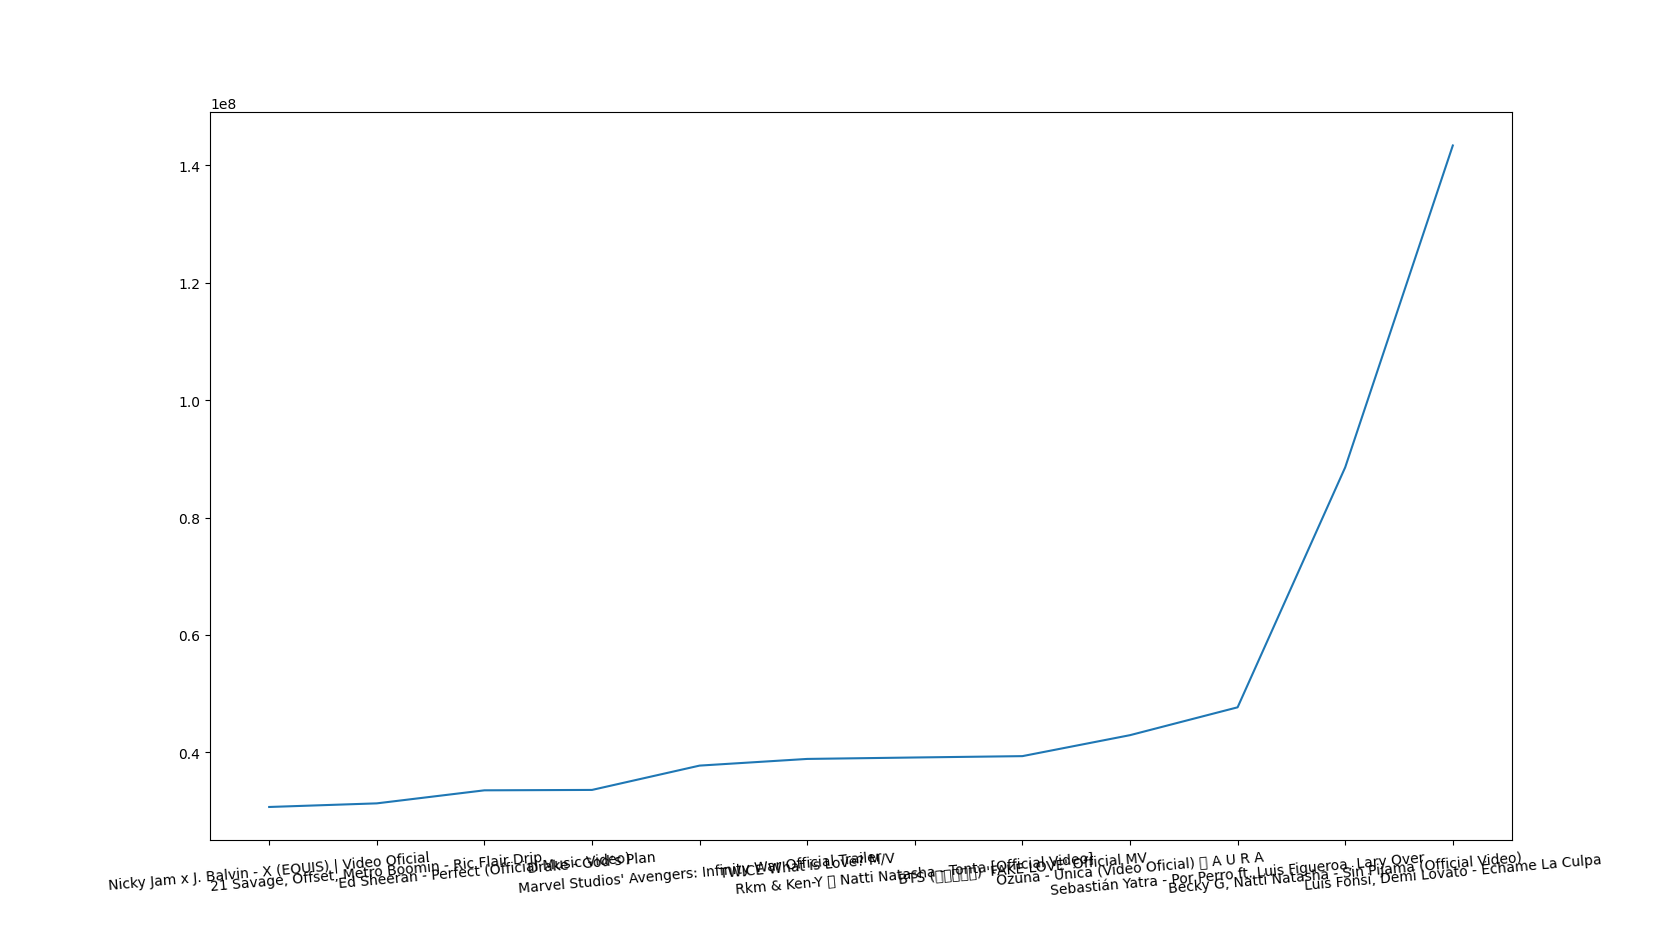 1e8
1.4
1.2
1.0
0.8
0.6
0.4
Nicky Jam x J. Balvin - X (EQUIS) | Video Oficial
21 Savage, Offset, Metro Boomin - Ric Flair Drip
Ed Sheeran - Perfect (Official Music Video)
Drake - God's Plan
Marvel Studios' Avengers: Infinity War Official Trailer
TWICE What is Love? M/V
Rkm & Ken-Y Natti Natasha - Tonta [Official Video]
BTS 'FAKE LOVE' Official MV
Ozuna - Única (Video Oficial) A U R A
Sebastián Yatra - Por Perro ft. Luis Figueroa, Lary Over
Becky G, Natti Natasha - Sin Pijama (Official Video)
Luis Fonsi, Demi Lovato - Échame La Culpa